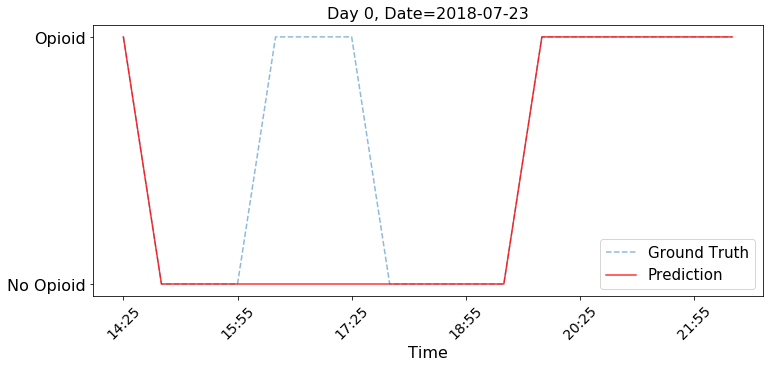 Day 0, Date=2018-07-23
Opioid
No Opioid
Ground Truth
Prediction
14:25 15:55 17:25 18:55 20:25 21:55
Time